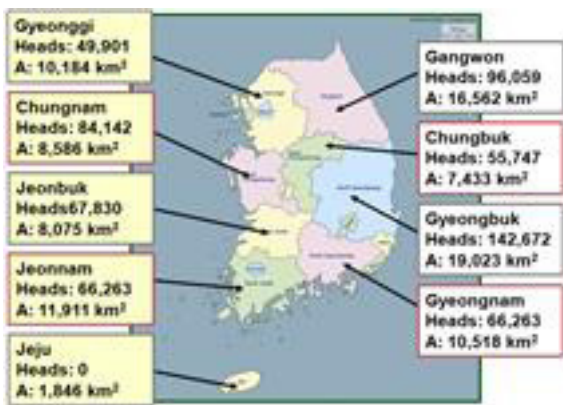 Gyeonggi
Heads: 49,901
A: 10,184 km²
Chungnam
Heads: 84,142
A: 8,586 km²
Jeonbuk
Heads67,830
A: 8,075 km²
Jeonnam
Heads: 66,263
A: 11,911 km²
Jeju
Heads: 0
A: 1,846 km²
Gangwon
Heads: 96,059
A: 16,562 km²
Chungbuk
Heads: 55,747
A: 7,433 km²
Gyeongbuk
Heads: 142,672
A: 19,023 km²
Gyeongnam
Heads: 66,263
A: 10,518 km²